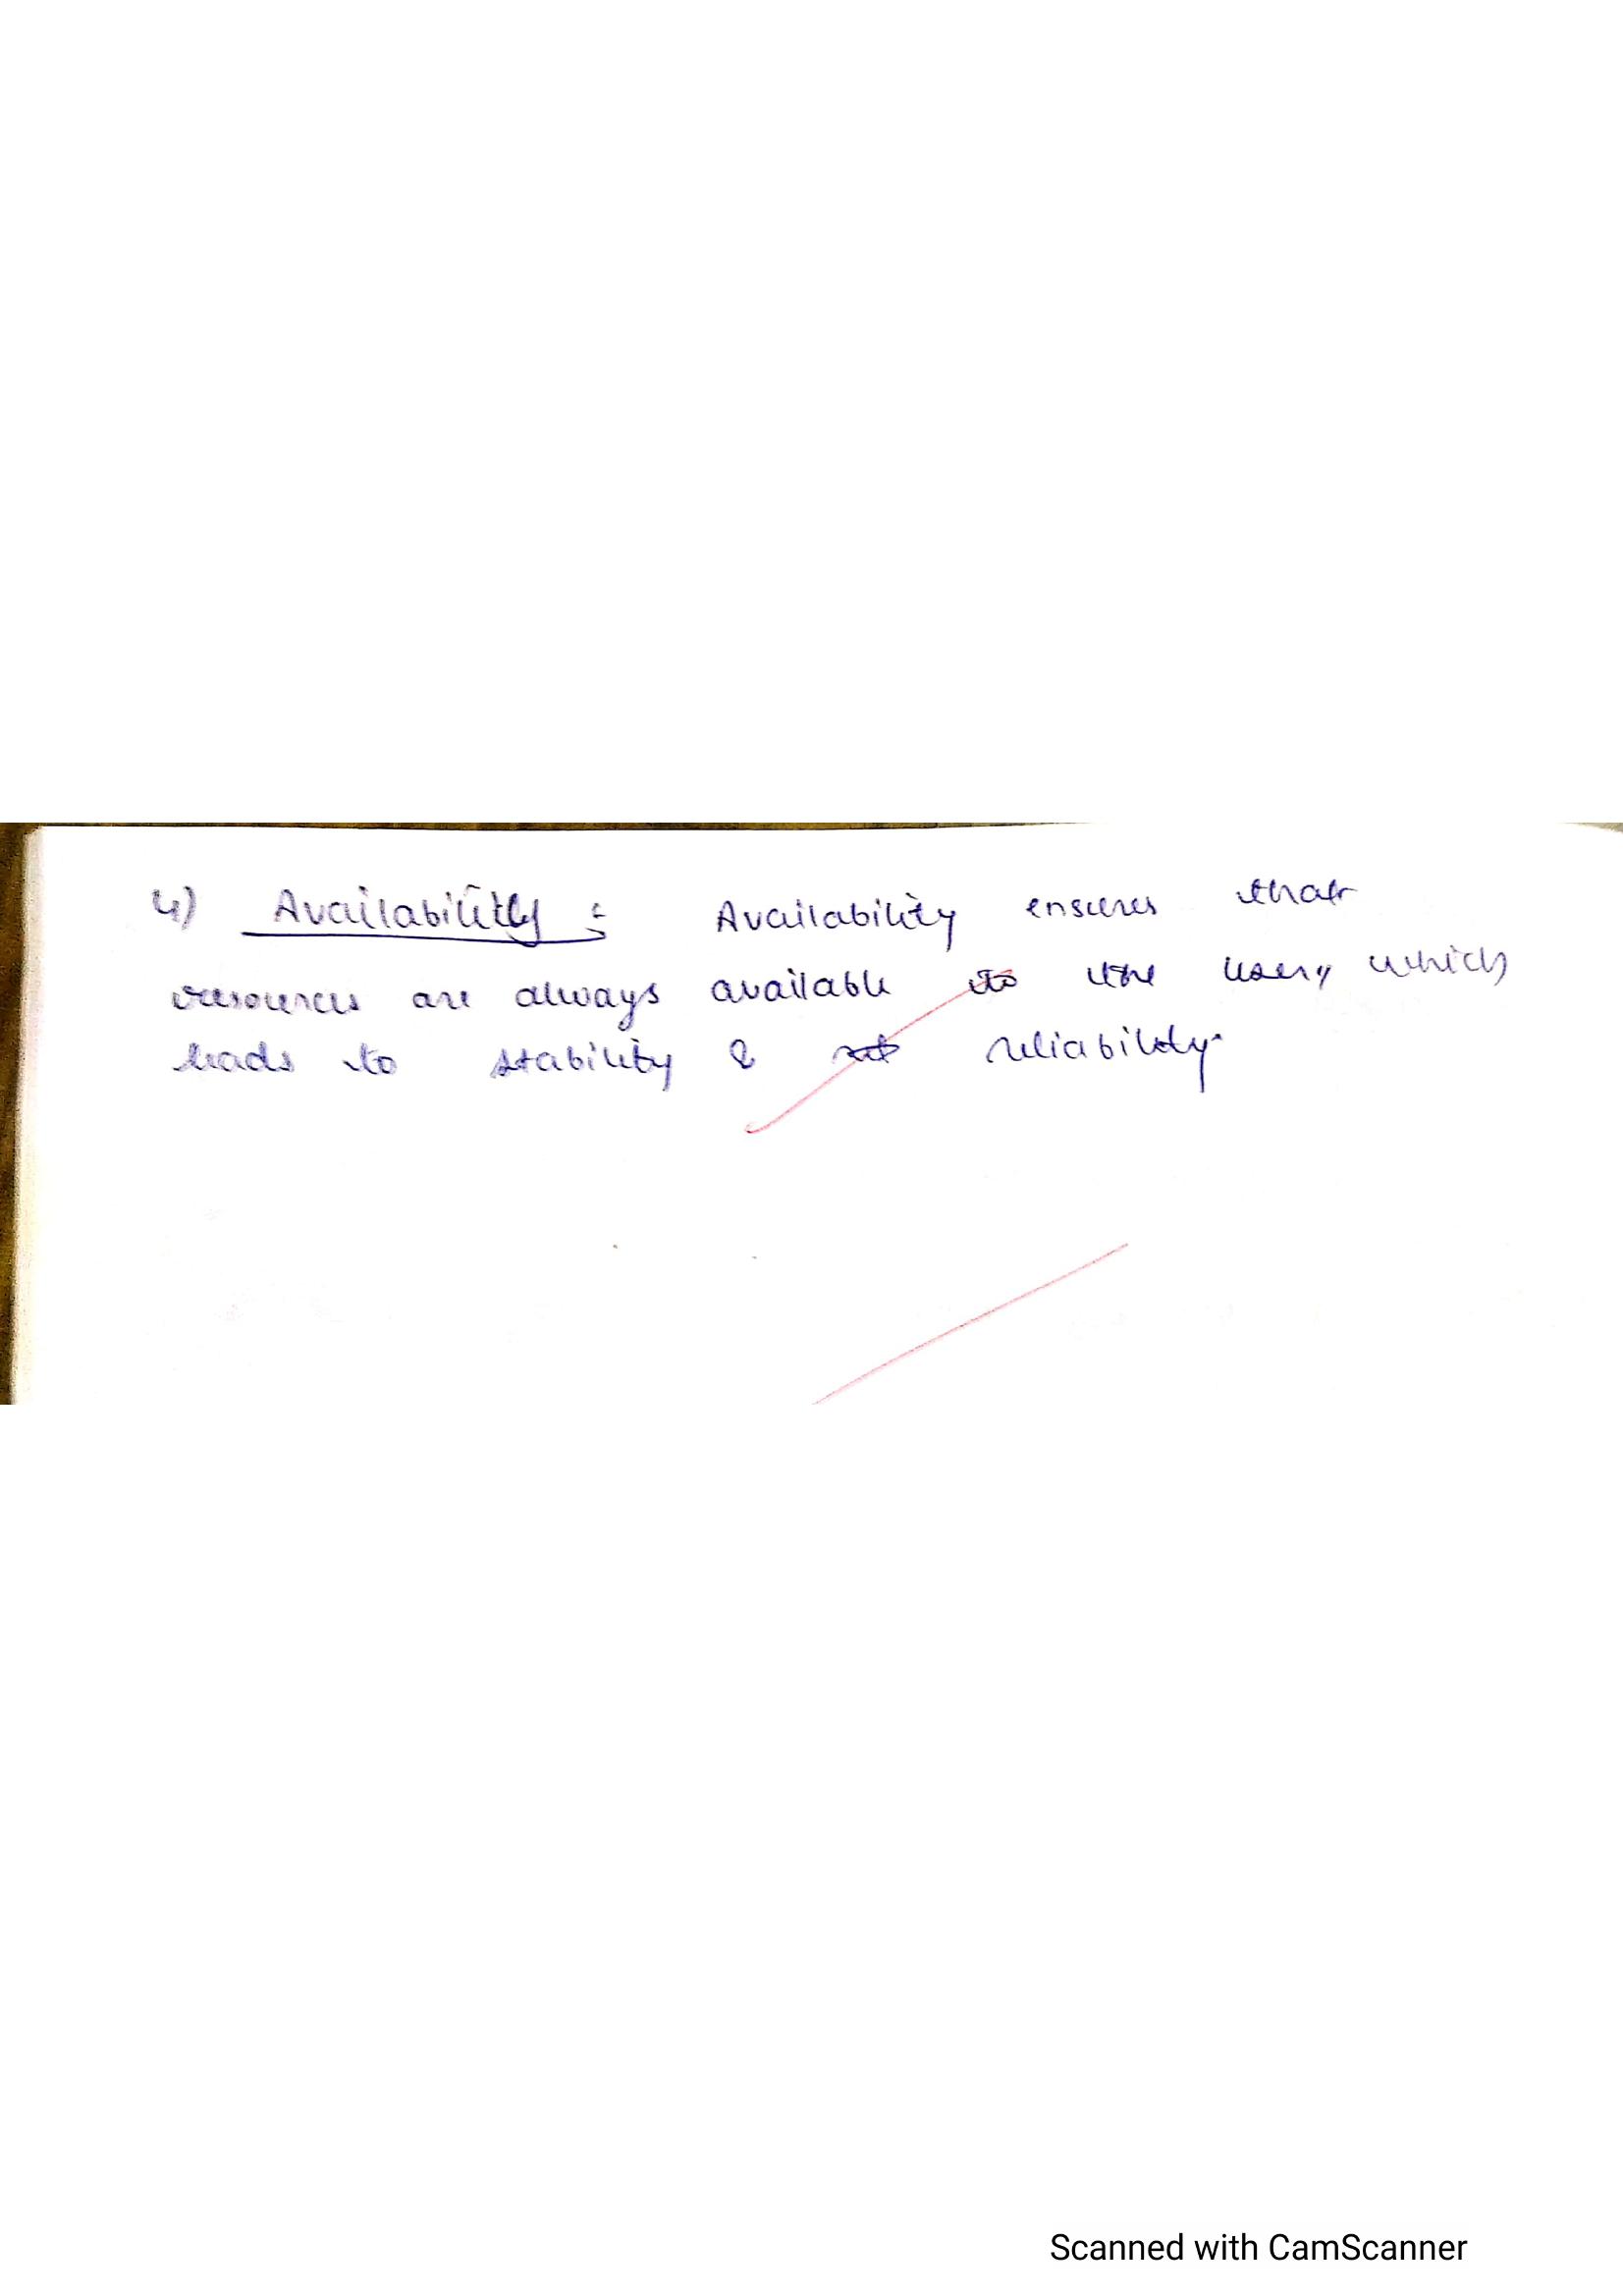 4) Availability : Availability ensures that
resources are always available to the users which
leads to stability & reliability.
Scanned with CamScanner